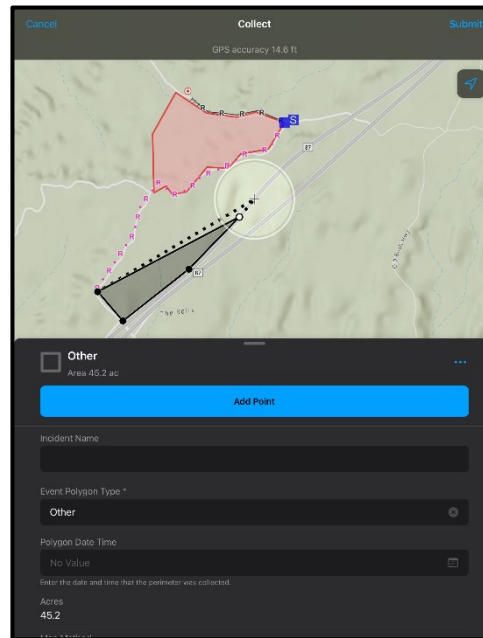 Cancel
Collect
Submit
GPS accuracy 14.6 ft
R R R R R
S
87
R
R
R
R
87
Other
Area 45.2 ac
Add Point
Incident Name
Event Polygon Type *
Other
Polygon Date Time
No Value
Enter the date and time that the perimeter was collected.
Acres
45.2